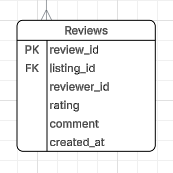 Reviews
PK review_id
FK listing_id
reviewer_id
rating
comment
created_at